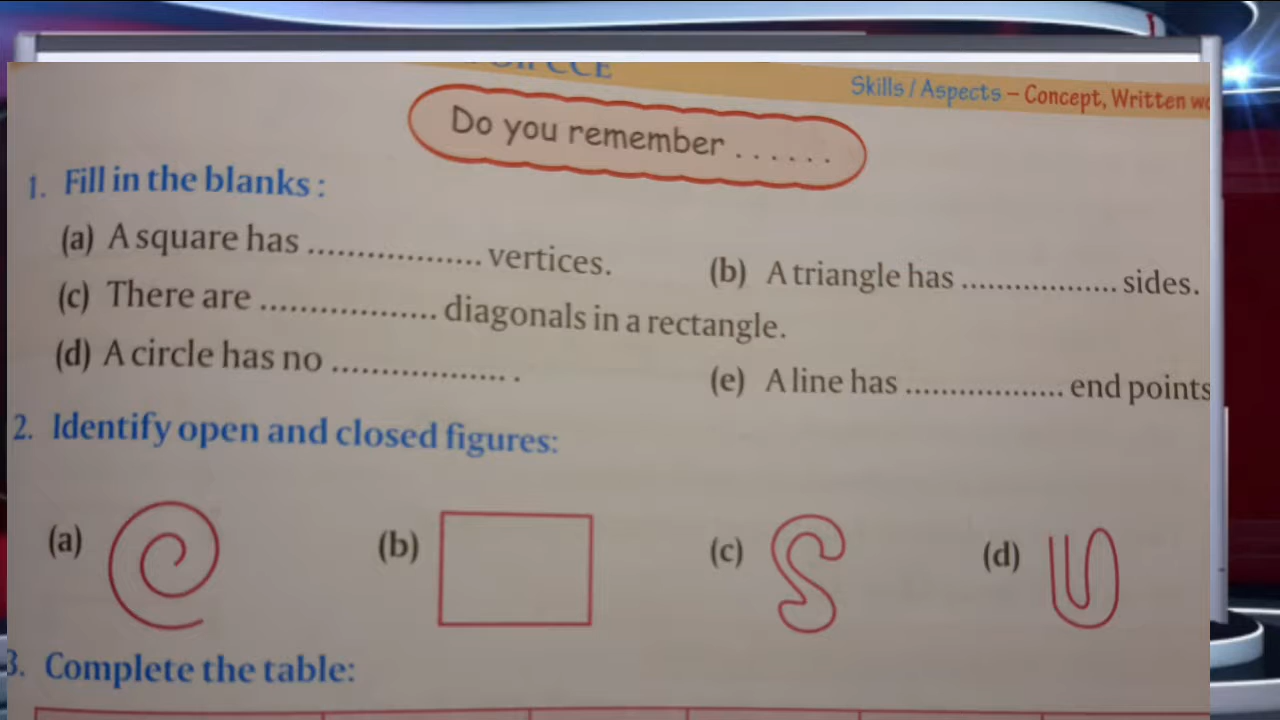 CCE
Skills / Aspects – Concept, Written
Do you remember . . . . . .
1. Fill in the blanks :
(a) A square has .................. vertices.
(b) A triangle has ................. sides.
(c) There are .................. diagonals in a rectangle.
(d) A circle has no .................. .
(e) A line has ................. end points
2. Identify open and closed figures:
(a)
(b)
(c)
(d)
3. Complete the table: